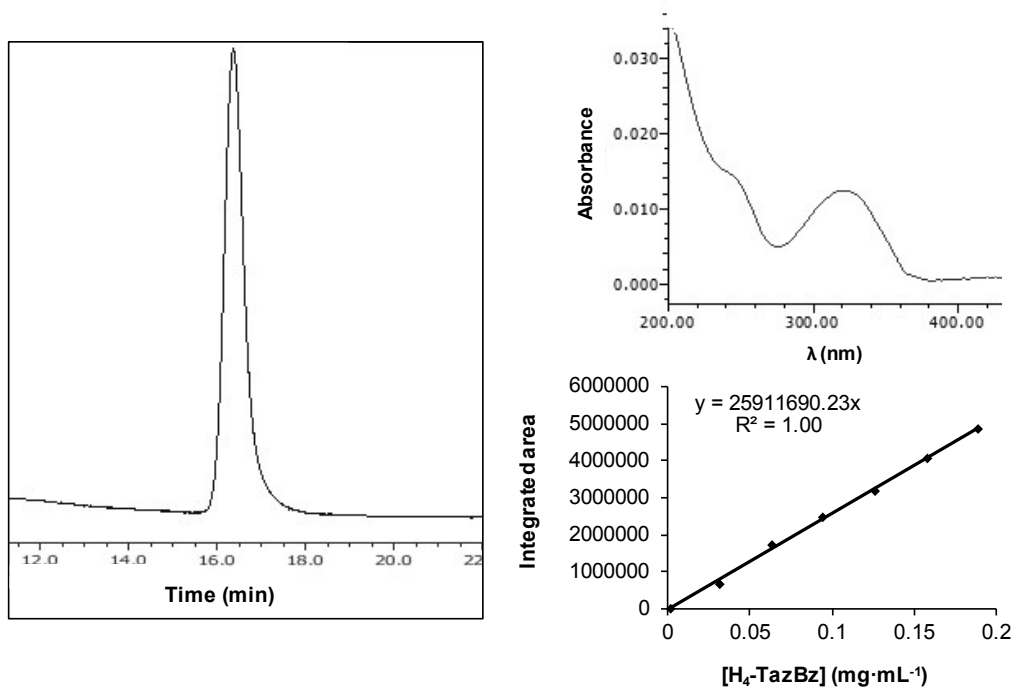 12.0 14.0 16.0 18.0 20.0 22
Time (min)
0.030
0.020
0.010
0.000
Absorbance
200.00 300.00 400.00
λ (nm)
6000000
5000000
4000000
3000000
2000000
1000000
0
Integrated area
y = 25911690.23x
R² = 1.00
0 0.05 0.1 0.15 0.2
[H₄-TazBz] (mg·mL⁻¹)